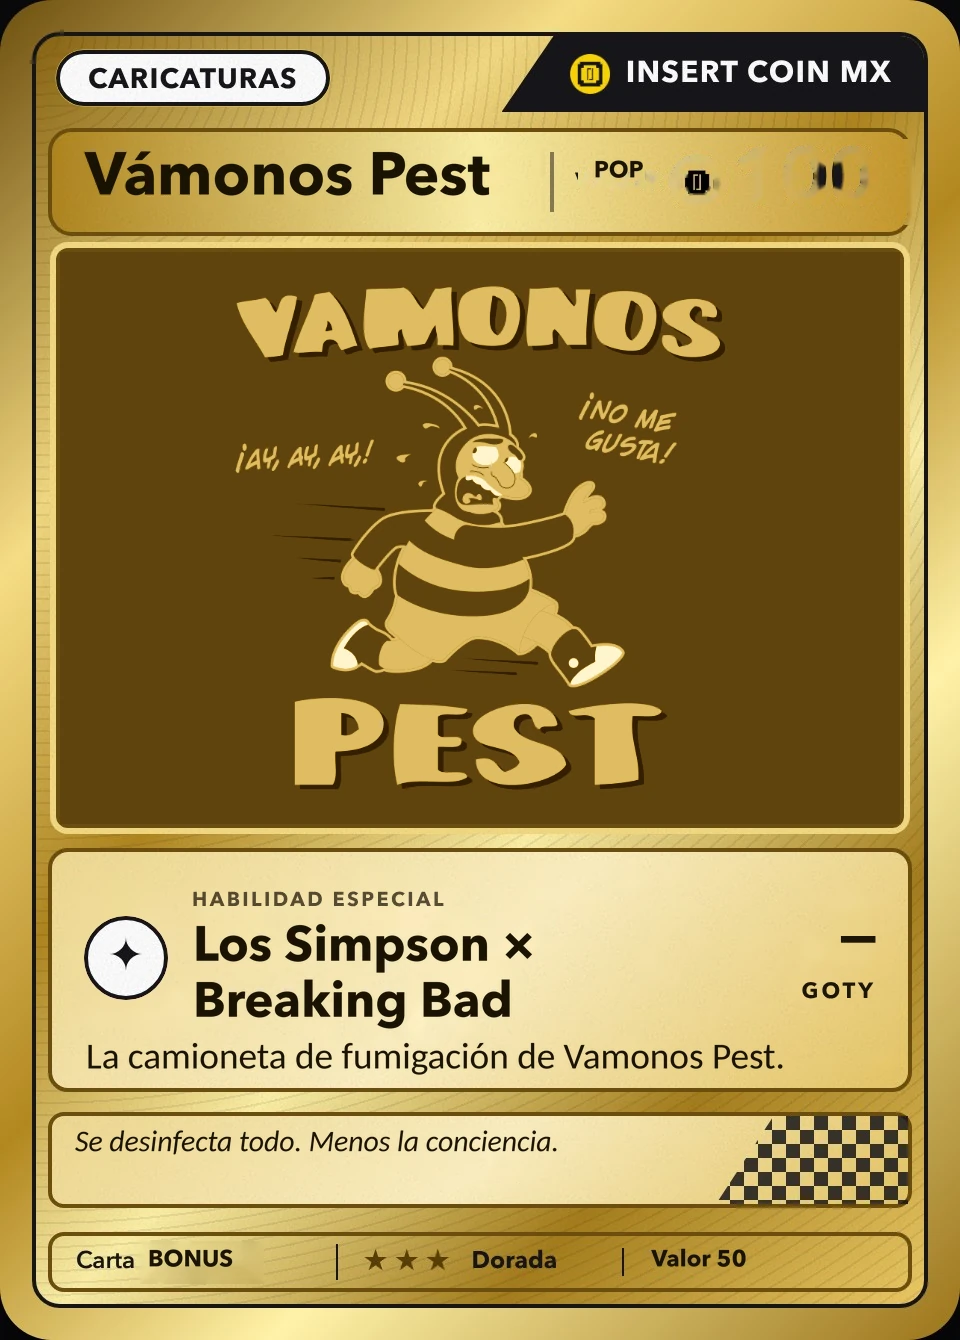 CARICATURAS
INSERT COIN MX
Vámonos Pest
POP
VAMONOS
¡NO ME
GUSTA!
¡AY, AY, AY,!
PEST
HABILIDAD ESPECIAL
Los Simpson ×
Breaking Bad
—
GOTY
La camioneta de fumigación de Vamonos Pest.
Se desinfecta todo. Menos la conciencia.
Carta BONUS
★★★ Dorada
Valor 50